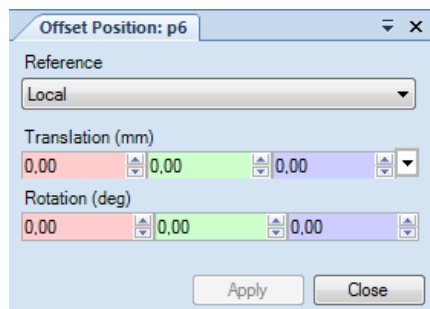 Offset Position: p6
Reference
Local
Translation (mm)
0,00 0,00 0,00
Rotation (deg)
0,00 0,00 0,00
Apply Close